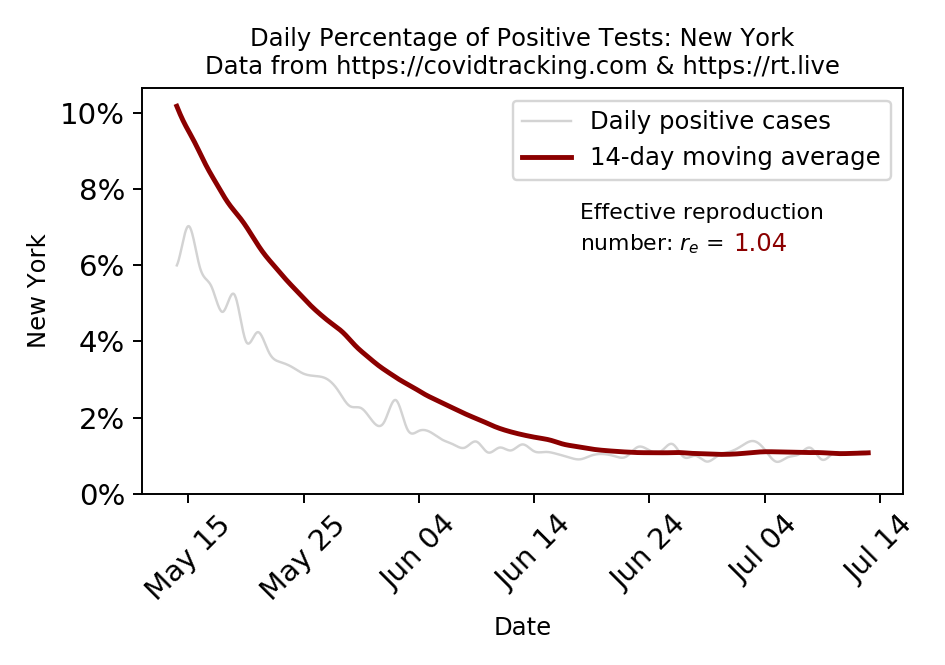 Daily Percentage of Positive Tests: New York
Data from https://covidtracking.com & https://rt.live
Daily positive cases
14-day moving average
Effective reproduction
number: rₑ = 1.04
New York
10%
8%
6%
4%
2%
0%
May 15
May 25
Jun 04
Jun 14
Jun 24
Jul 04
Jul 14
Date